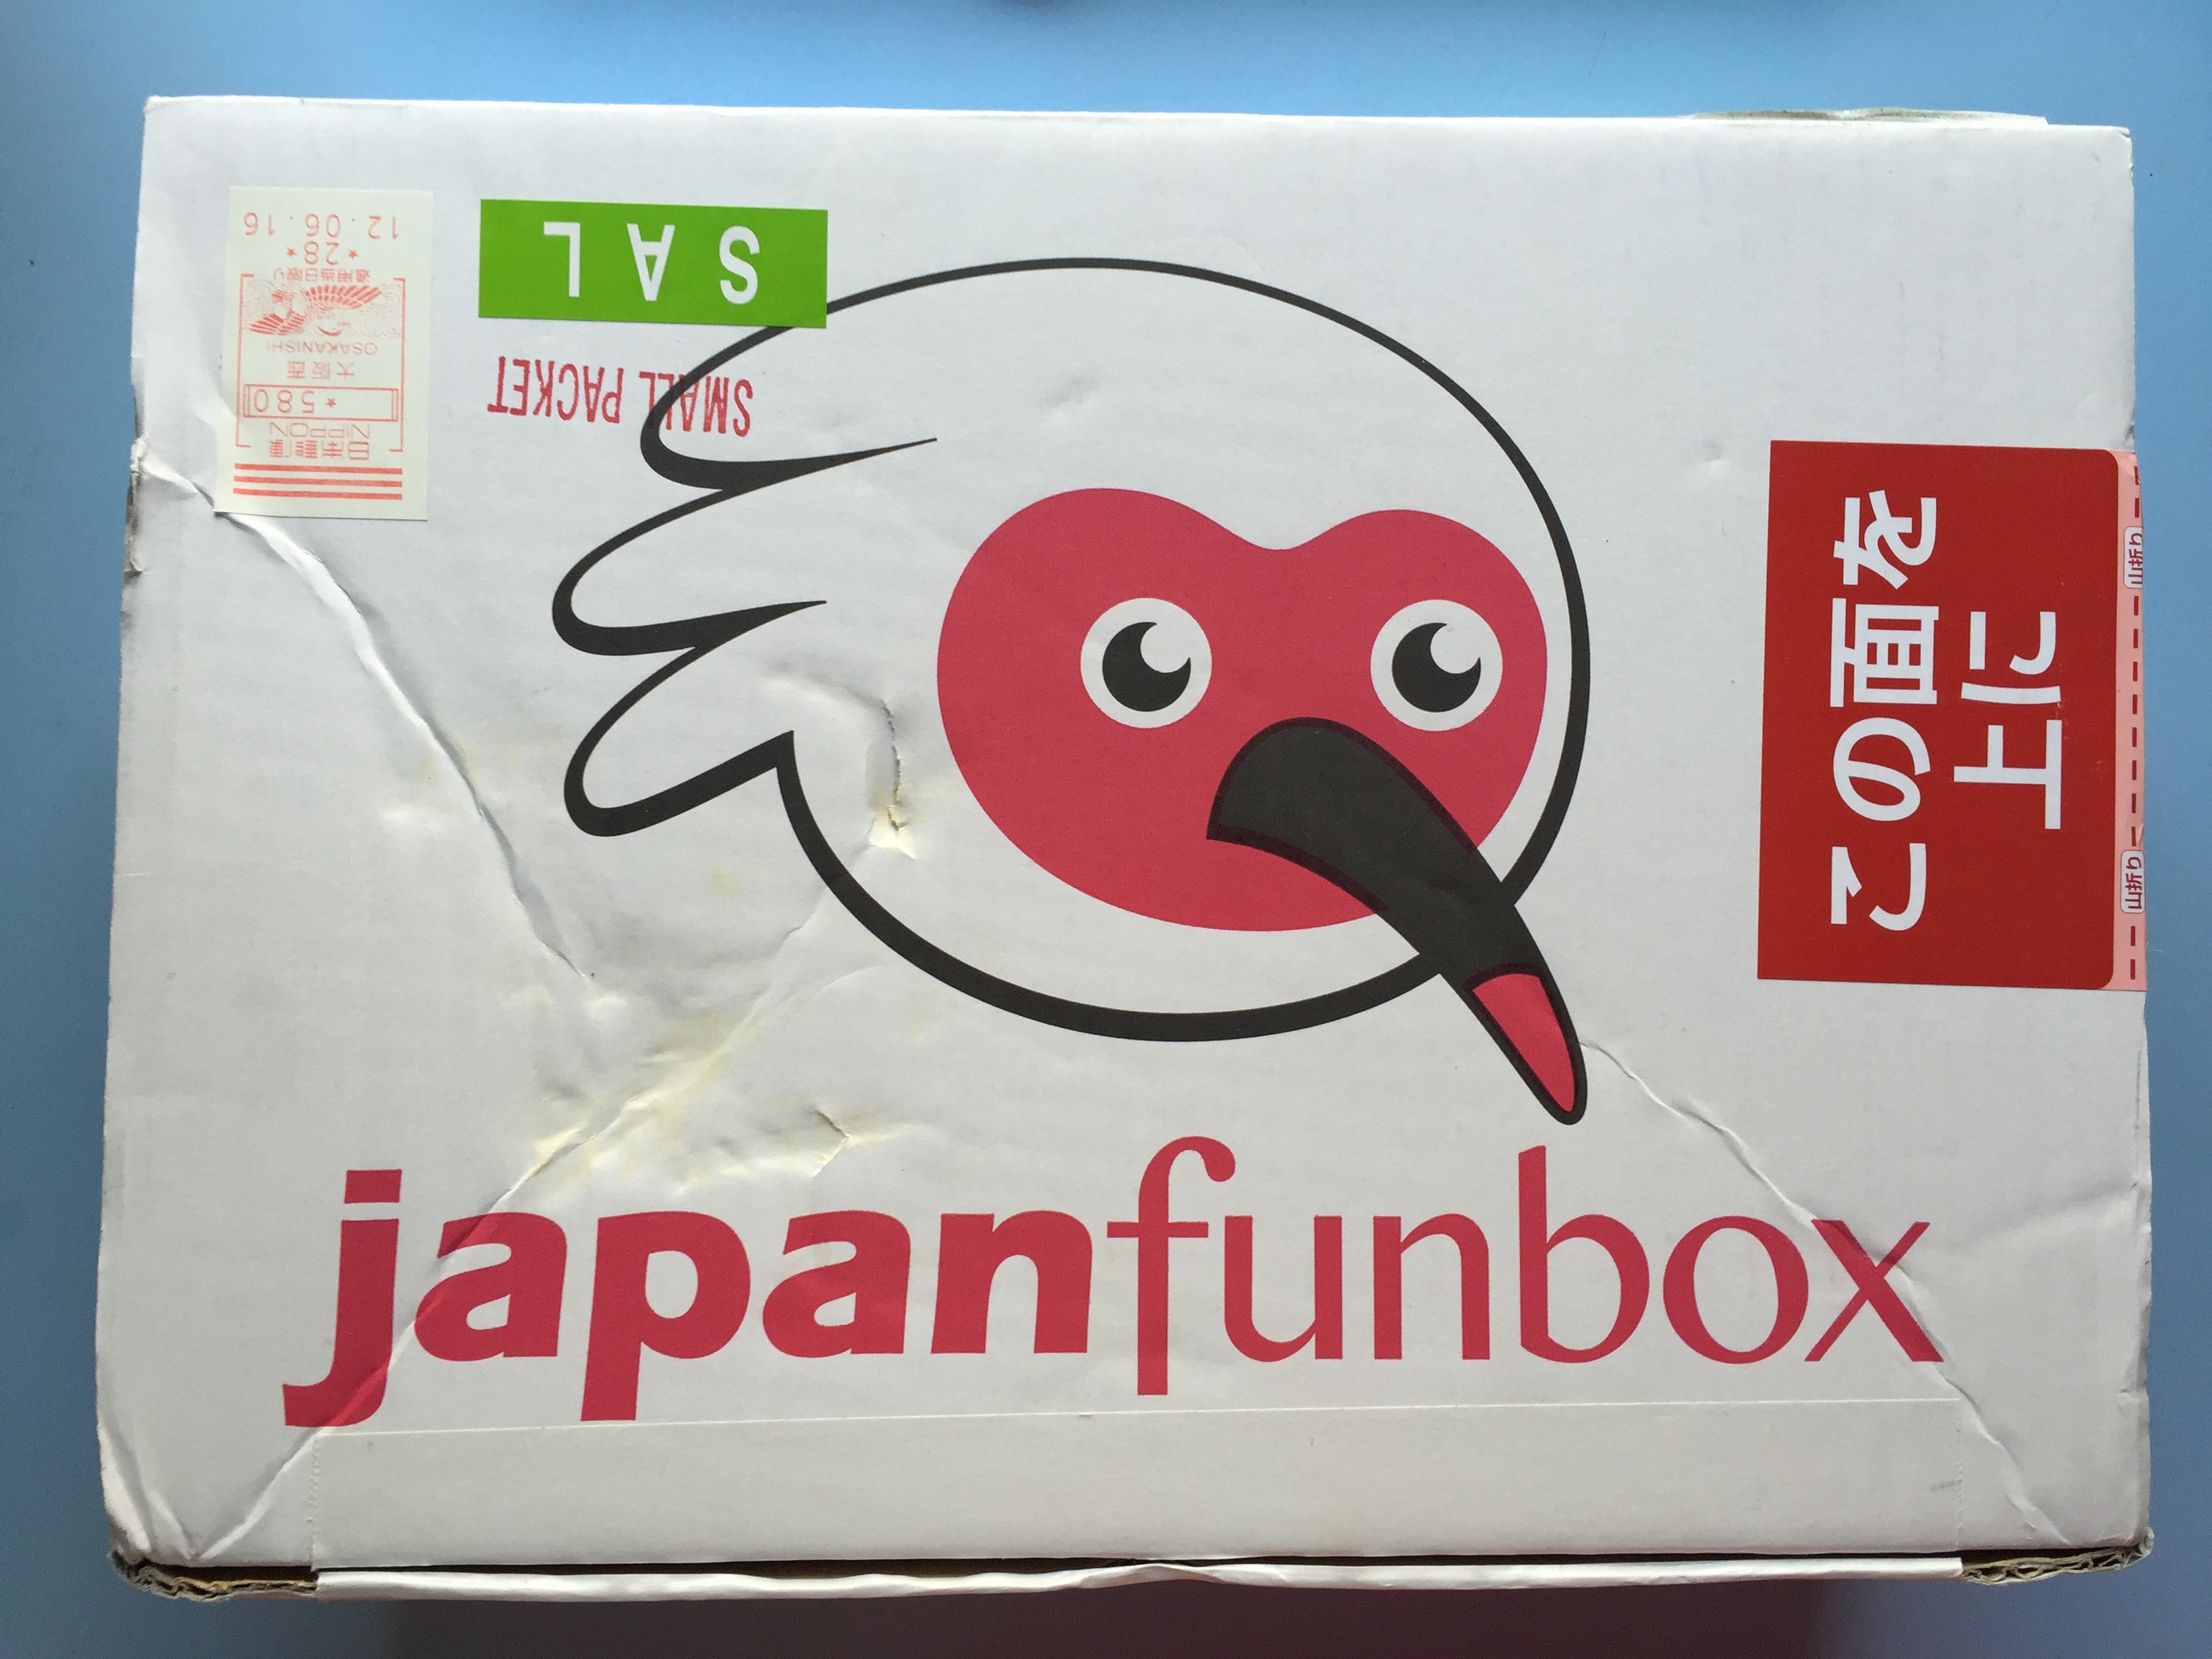 日本郵便
NIPPON
*580
大阪西
OSAKANISHI
適用当日限り
*28*
12.06.16
SAL
SMALL PACKET
この面を
上に
山折り
山折り
japanfunbox